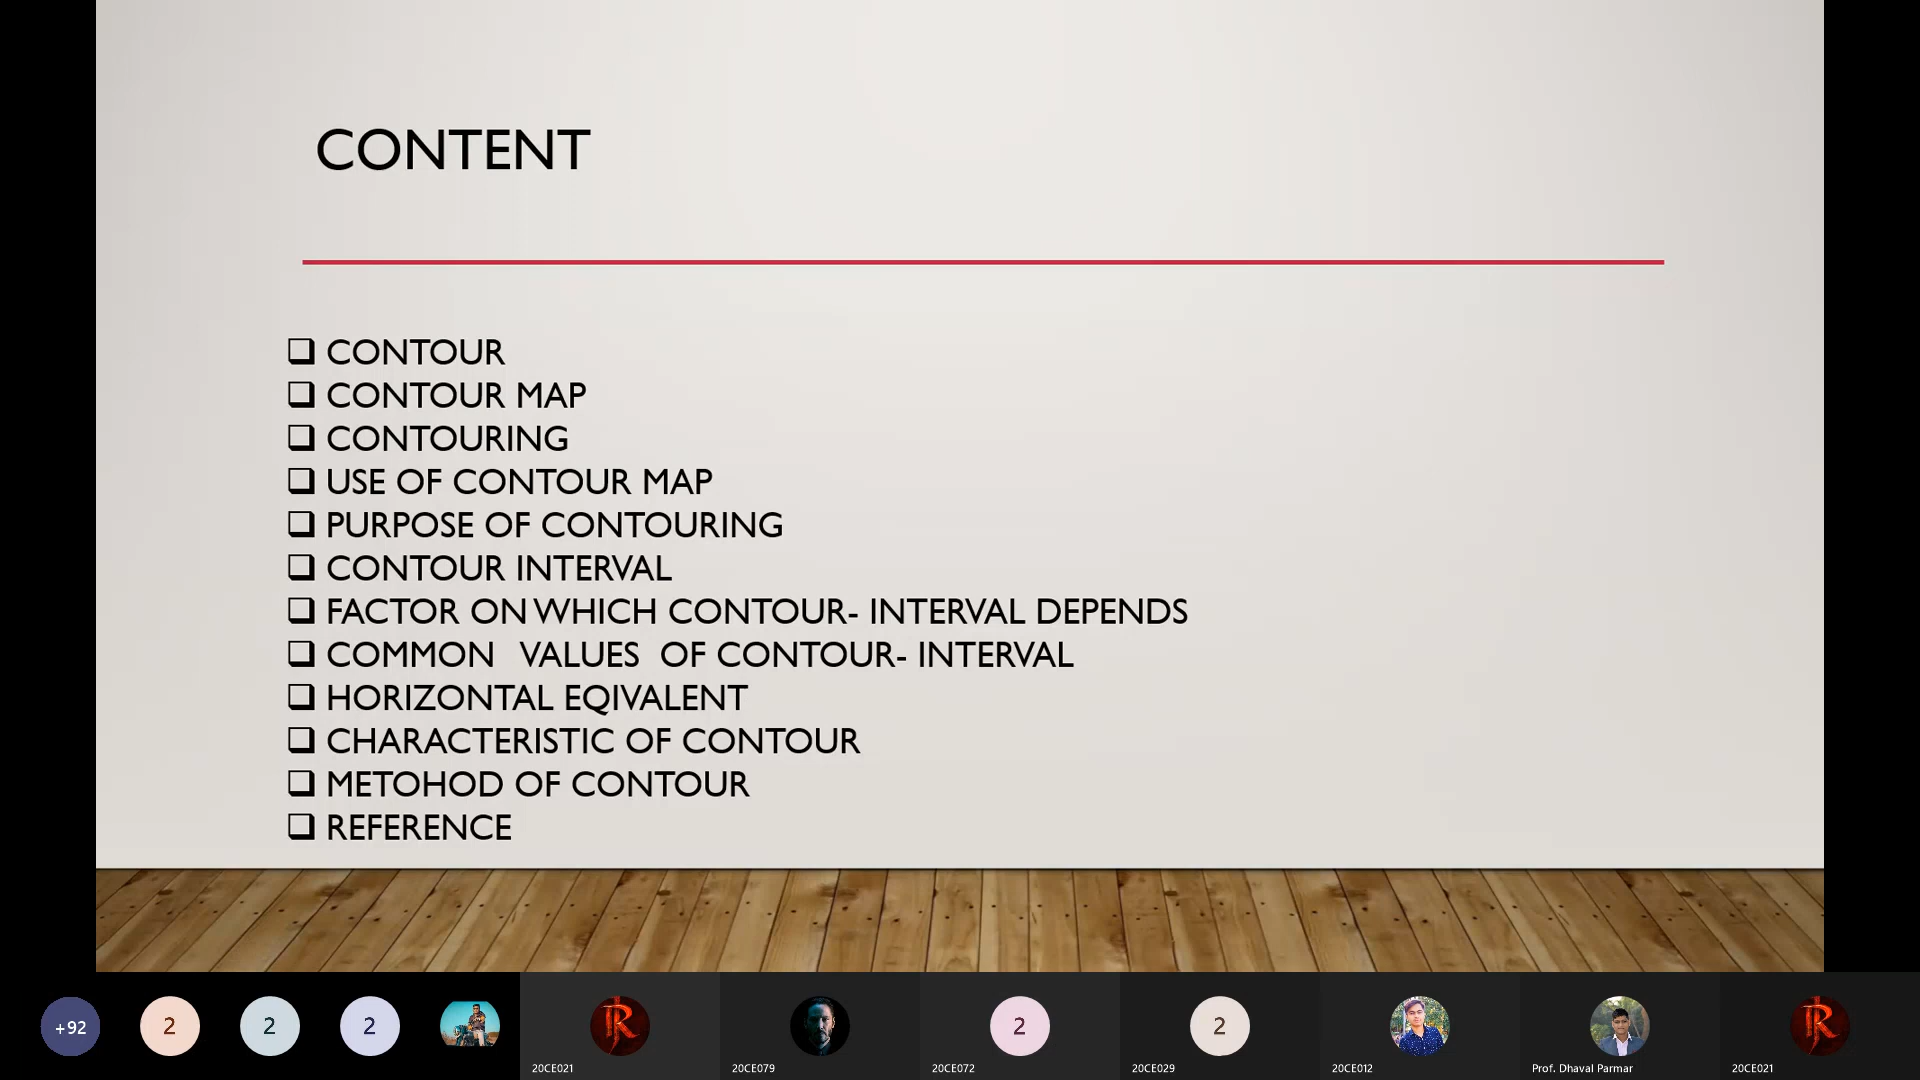 CONTENT
❑ CONTOUR
❑ CONTOUR MAP
❑ CONTOURING
❑ USE OF CONTOUR MAP
❑ PURPOSE OF CONTOURING
❑ CONTOUR INTERVAL
❑ FACTOR ON WHICH CONTOUR- INTERVAL DEPENDS
❑ COMMON VALUES OF CONTOUR- INTERVAL
❑ HORIZONTAL EQIVALENT
❑ CHARACTERISTIC OF CONTOUR
❑ METOHOD OF CONTOUR
❑ REFERENCE
+92 2 2 2 2 2
20CE021 20CE079 20CE072 20CE029 20CE012 Prof. Dhaval Parmar 20CE021